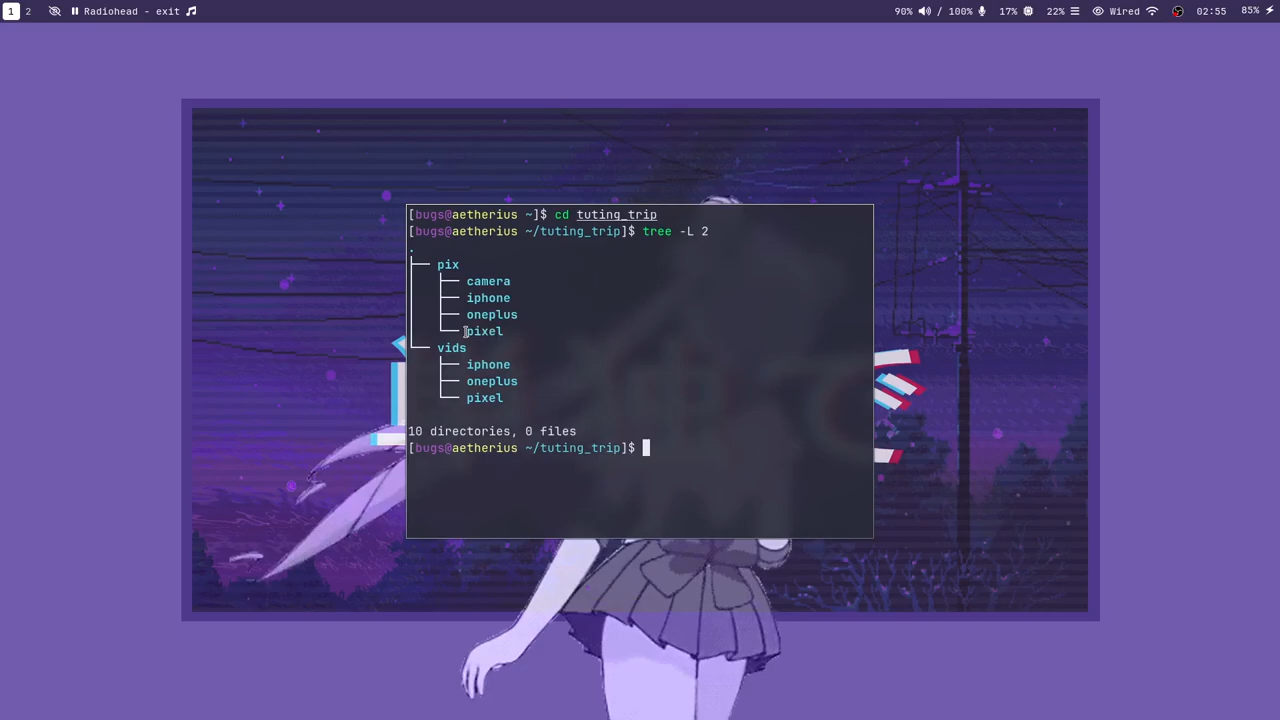 1 2 Radiohead - exit 90% / 100% 17% 22% Wired 02:55 85%
[bugs@aetherius ~]$ cd tuting_trip
[bugs@aetherius ~/tuting_trip]$ tree -L 2
.
├── pix
│   ├── camera
│   ├── iphone
│   ├── oneplus
│   └── pixel
└── vids
    ├── iphone
    ├── oneplus
    └── pixel
10 directories, 0 files
[bugs@aetherius ~/tuting_trip]$